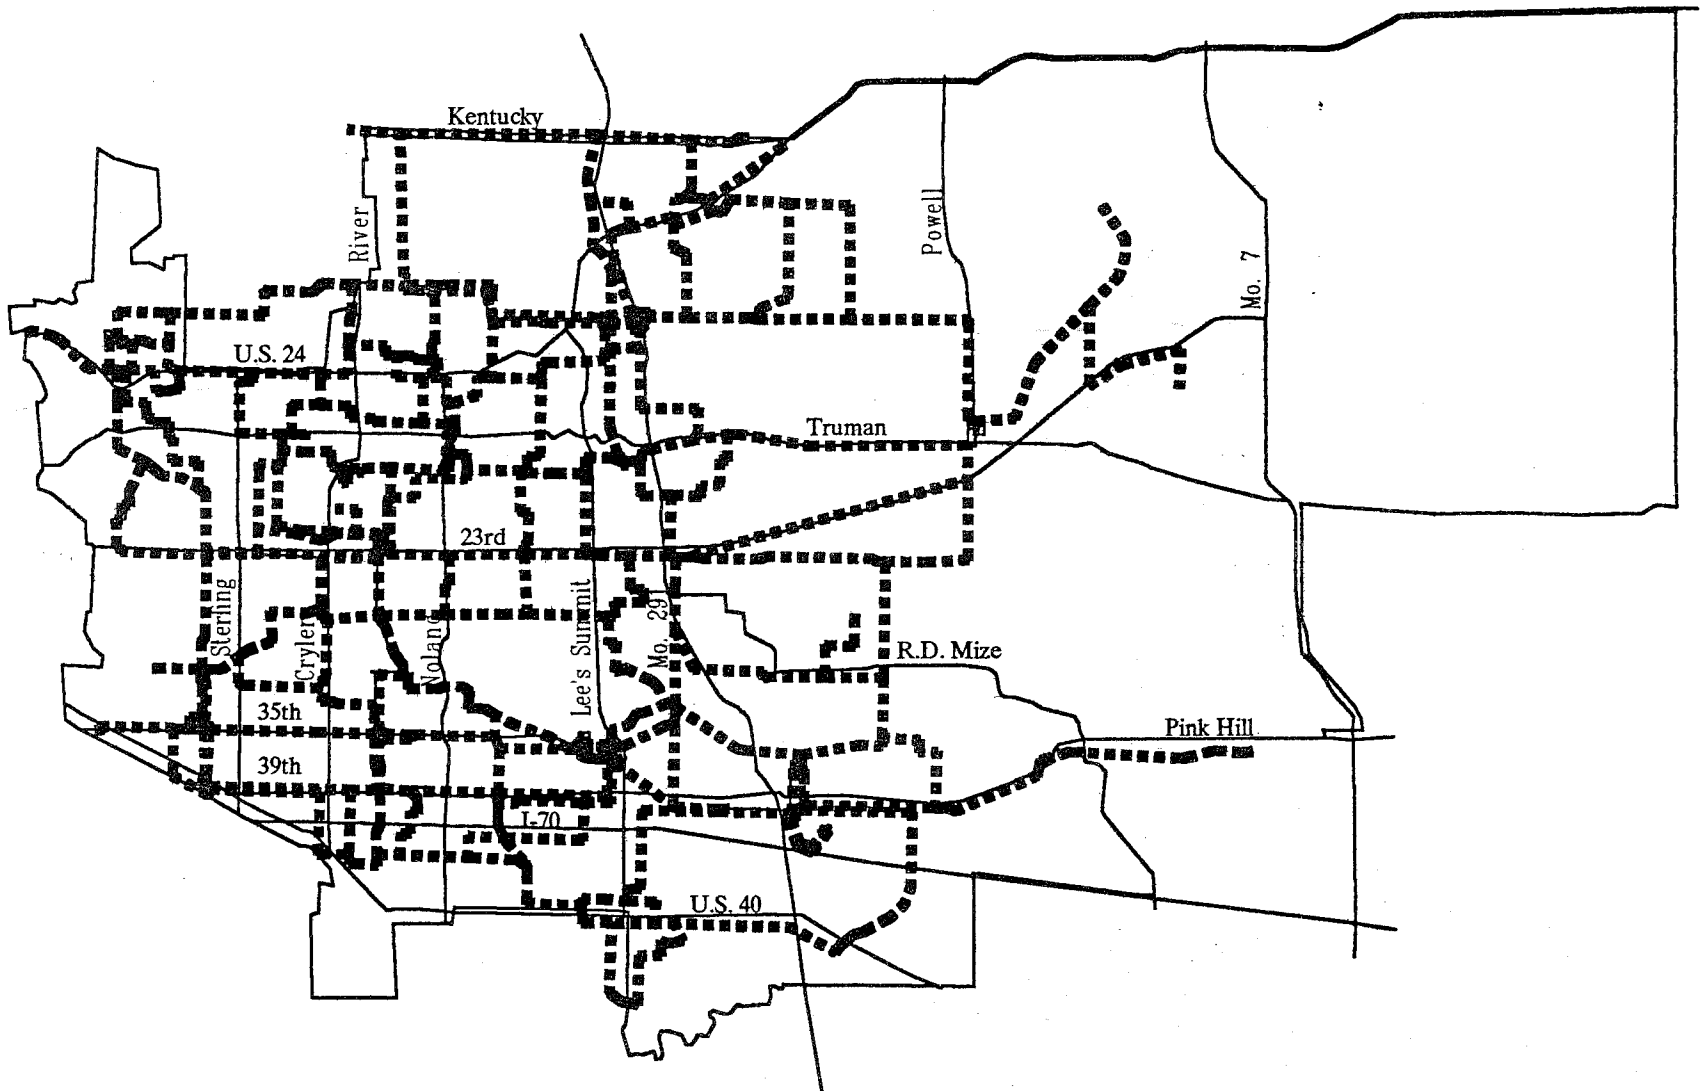 Kentucky
River
Powell
Mo. 7
U.S. 24
Truman
23rd
Sterling
Crysler
Noland
Lee's Summit
Mo. 291
R.D. Mize
35th
Pink Hill
39th
I-70
U.S. 40